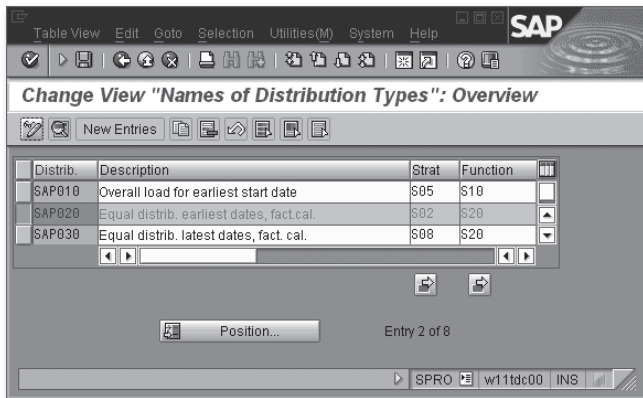 Table View Edit Goto Selection Utilities(M) System Help
SAP
Change View "Names of Distribution Types": Overview
New Entries
Distrib. Description Strat Function
SAP010 Overall load for earliest start date S05 S10
SAP020 Equal distrib. earliest dates, fact.cal. S02 S20
SAP030 Equal distrib. latest dates, fact. cal. S08 S20
Position... Entry 2 of 8
SPRO w11tdc00 INS